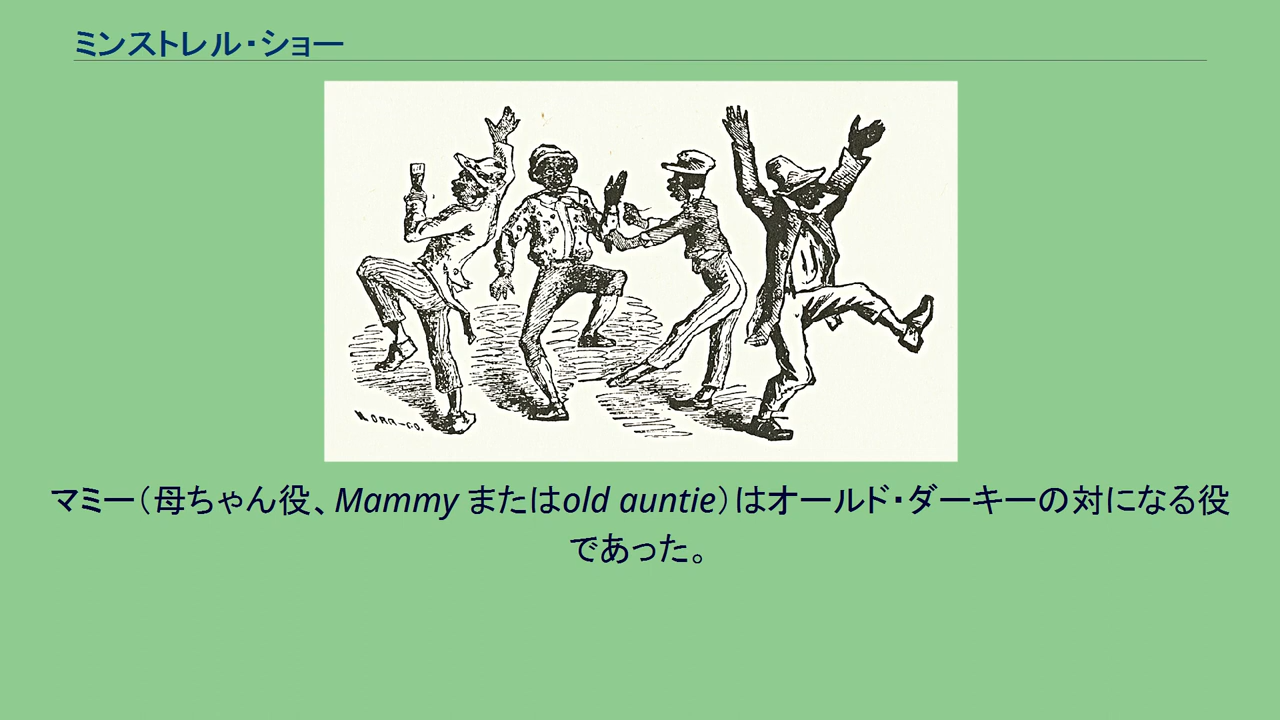 ミンストレル・ショー
マミー（母ちゃん役、Mammy またはold auntie）はオールド・ダーキーの対になる役
であった。